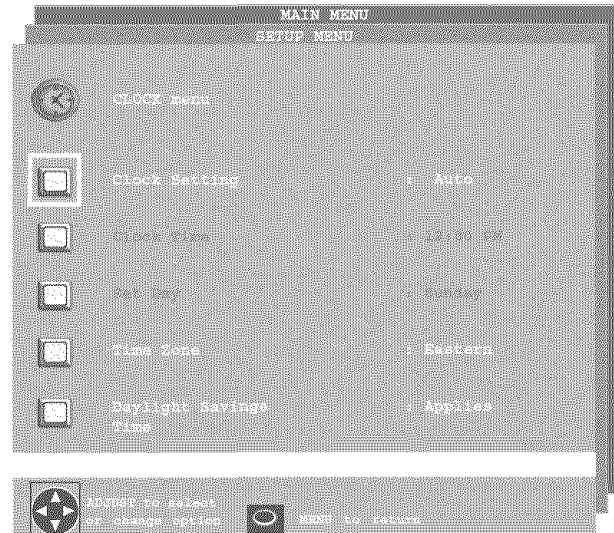 MAIN MENU
SETUP MENU
CLOCK menu
Clock Setting : Auto
Clock Time : 12:00 PM
Set Day Sunday
Time Zone : Eastern
Daylight Savings : Applies
Time
ADJUST to select
or change option
MENU to return